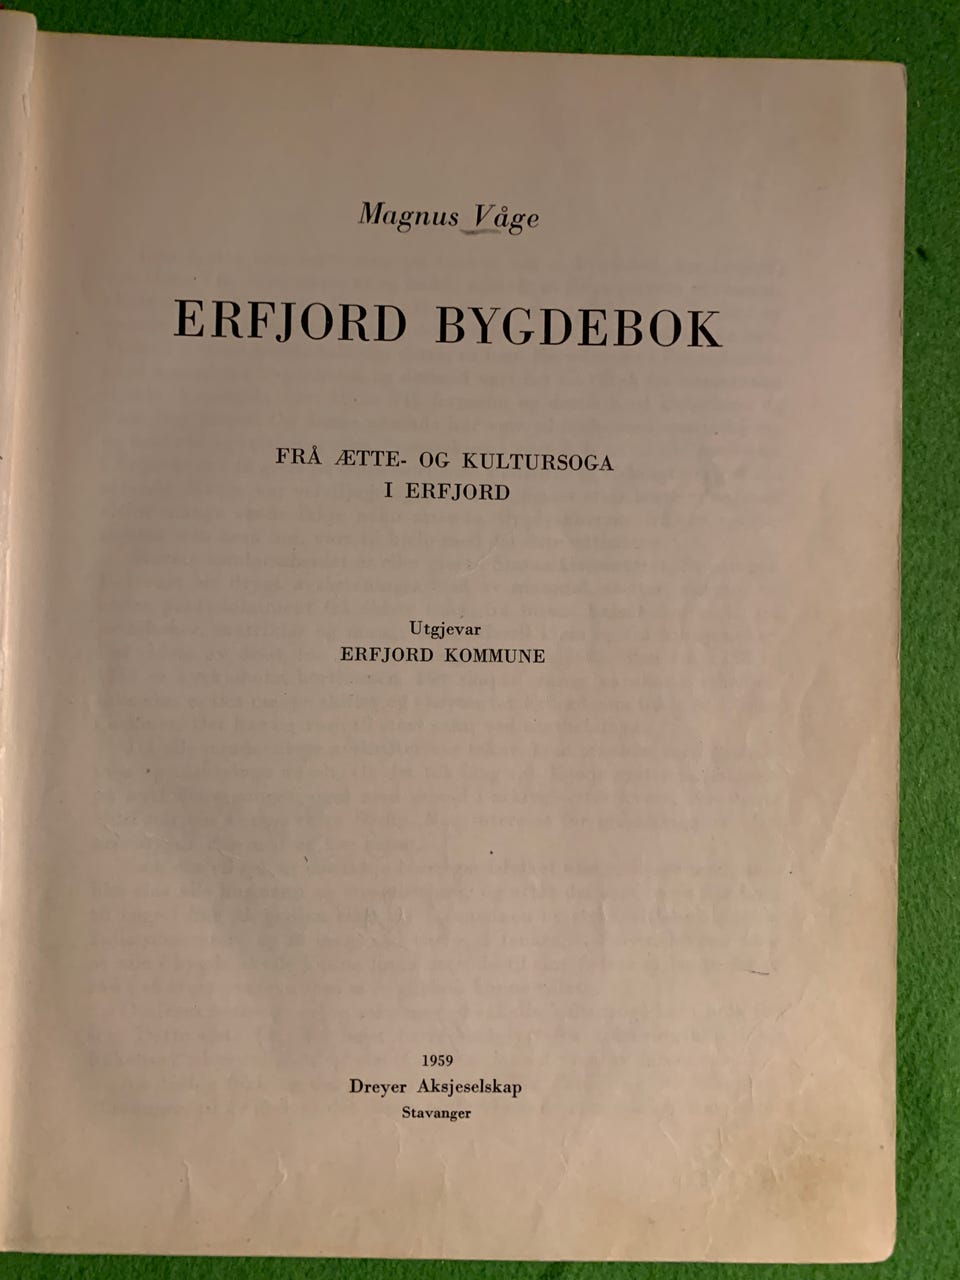 Magnus Våge
ERFJORD BYGDEBOK
FRÅ ÆTTE- OG KULTURSOGA
I ERFJORD
Utgjevar
ERFJORD KOMMUNE
1959
Dreyer Aksjeselskap
Stavanger